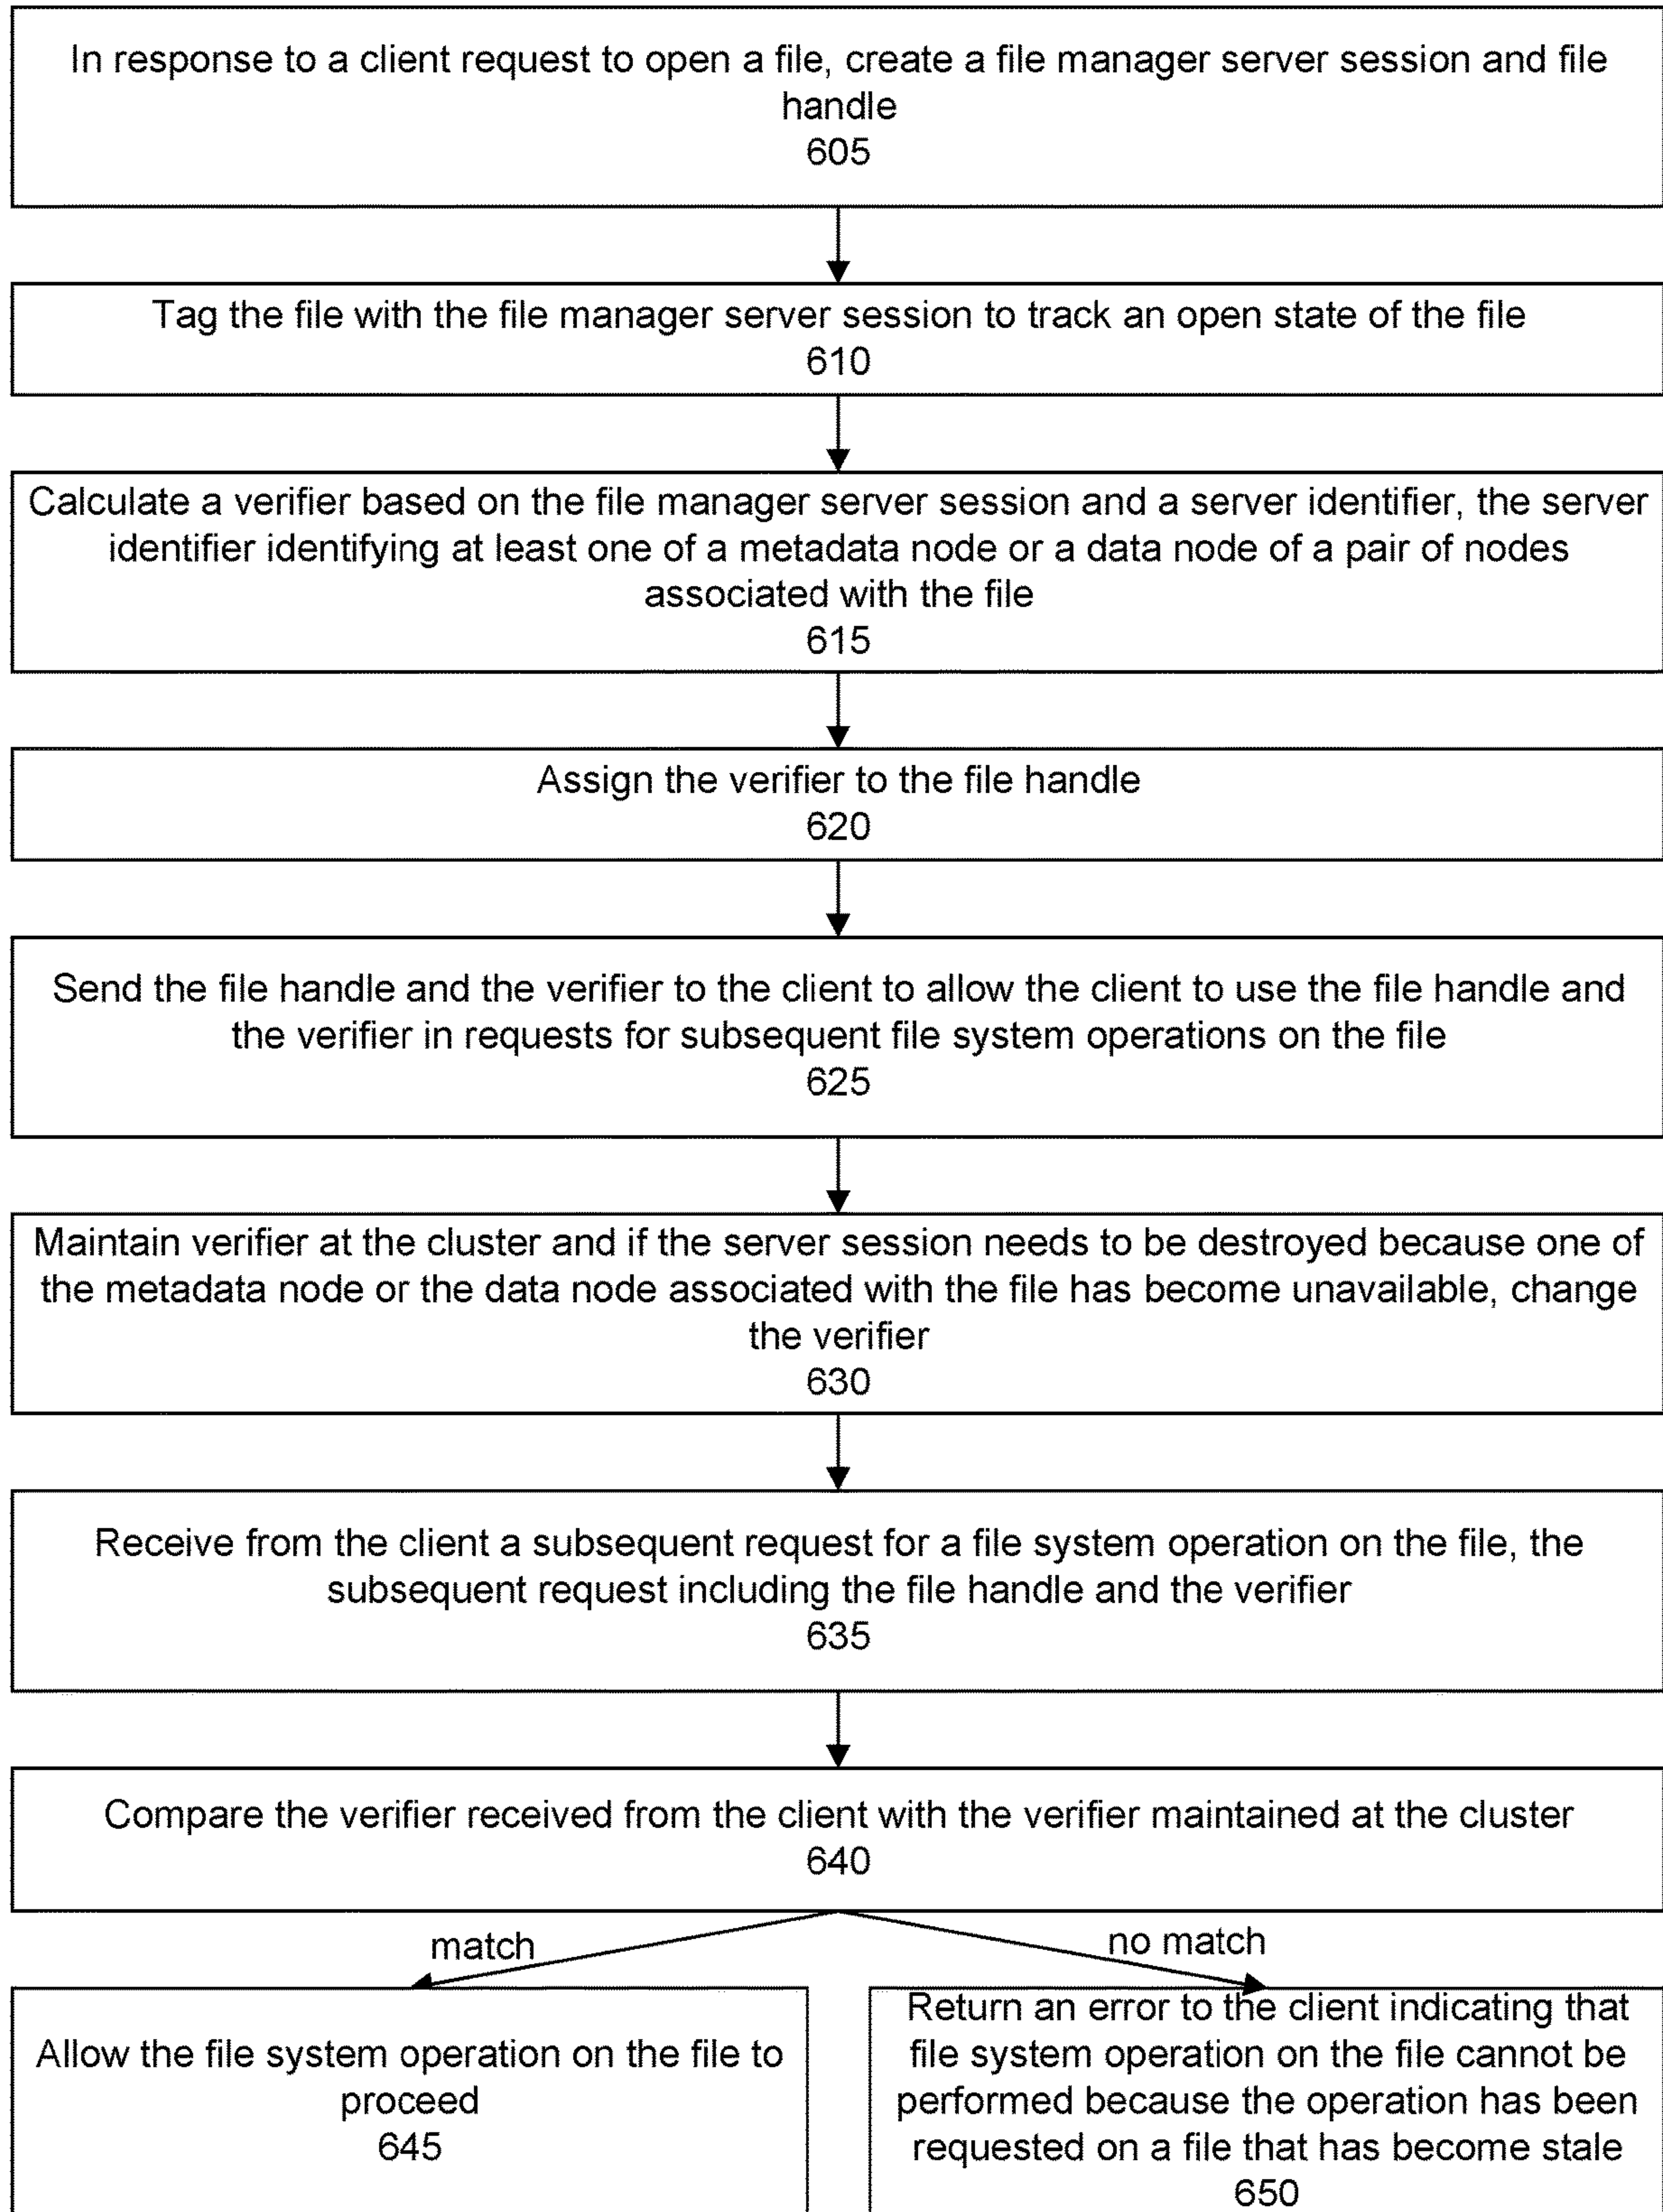 In response to a client request to open a file, create a file manager server session and file
handle
605
Tag the file with the file manager server session to track an open state of the file
610
Calculate a verifier based on the file manager server session and a server identifier, the server
identifier identifying at least one of a metadata node or a data node of a pair of nodes
associated with the file
615
Assign the verifier to the file handle
620
Send the file handle and the verifier to the client to allow the client to use the file handle and
the verifier in requests for subsequent file system operations on the file
625
Maintain verifier at the cluster and if the server session needs to be destroyed because one of
the metadata node or the data node associated with the file has become unavailable, change
the verifier
630
Receive from the client a subsequent request for a file system operation on the file, the
subsequent request including the file handle and the verifier
635
Compare the verifier received from the client with the verifier maintained at the cluster
640
match
no match
Allow the file system operation on the file to
proceed
645
Return an error to the client indicating that
file system operation on the file cannot be
performed because the operation has been
requested on a file that has become stale
650